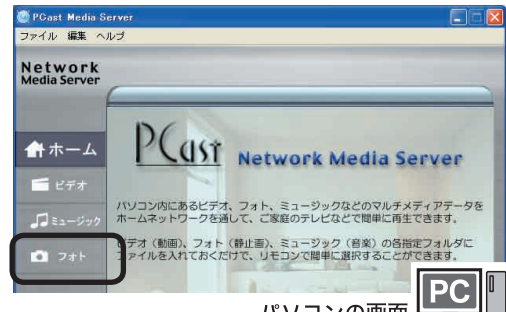 PCast Media Server
ファイル 編集 ヘルプ
Network
Media Server
ホーム
ビデオ
ミュージック
フォト
PCast Network Media Server
パソコン内にあるビデオ、フォト、ミュージックなどのマルチメディアデータを
ホームネットワークを通して、ご家庭のテレビなどで簡単に再生できます。
ビデオ（動画）、フォト（静止画）、ミュージック（音楽）の各指定フォルダに
ファイルを入れておくだけで、リモコンで簡単に選択することができます。
パソコンの画面
PC